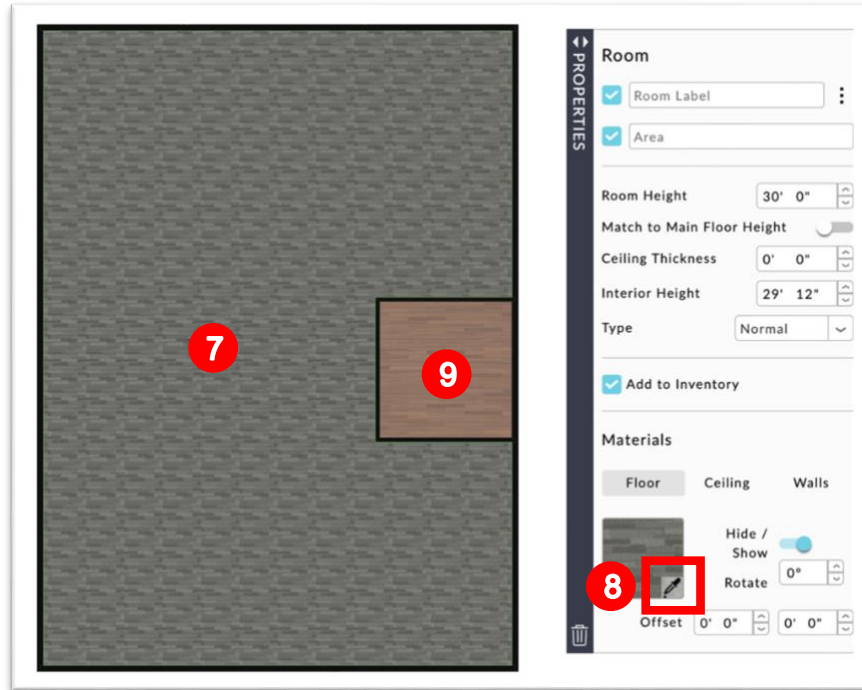 PROPERTIES
Room
Room Label
Area
Room Height 30' 0"
Match to Main Floor Height
Ceiling Thickness 0' 0"
Interior Height 29' 12"
Type Normal
Add to Inventory
Materials
Floor Ceiling Walls
Hide /
Show
Rotate 0°
Offset 0' 0" 0' 0"
7
9
8